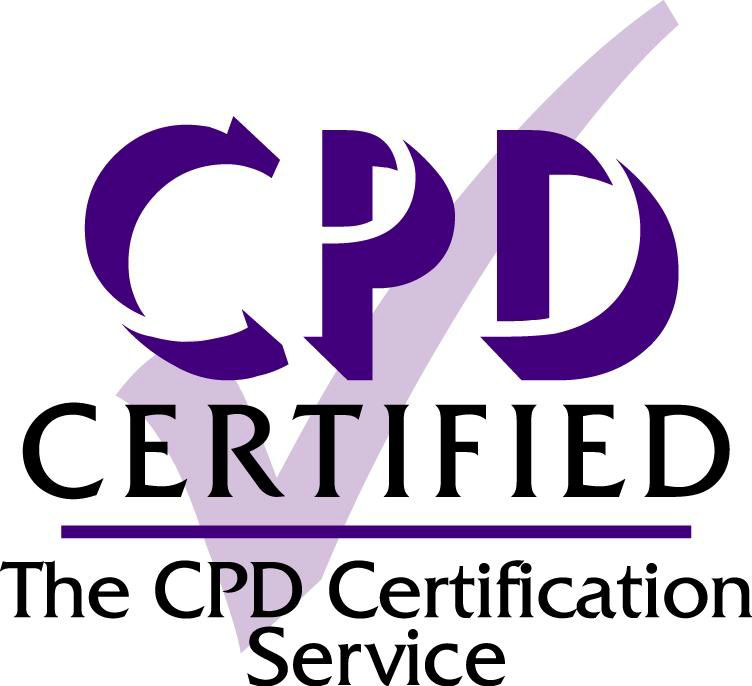 CPD
CERTIFIED
The CPD Certification
Service